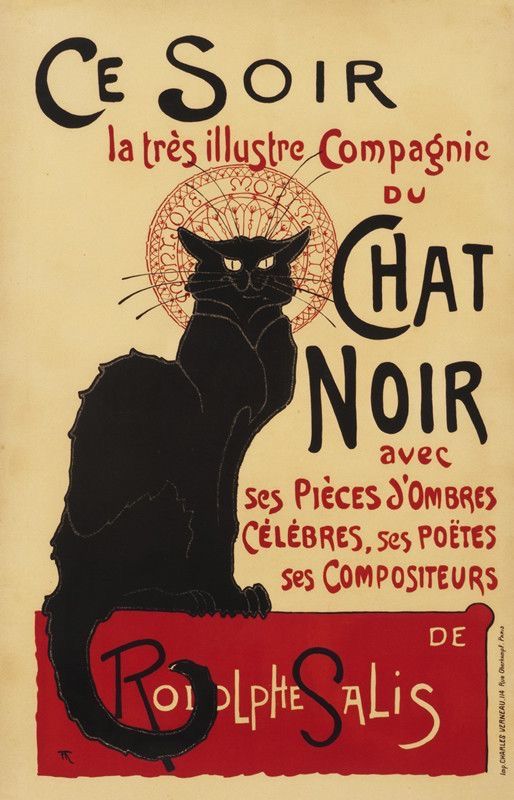 CE SOIR
la très illustre Compagnie
DU
CHAT
NOIR
avec
ses PIÈCES d'OMBRES
CÉLÉBRES, ses POËTES
ses COMPOSITEURS
DE
RODOLPHE SALIS
Imp. CHARLES VERNEAU. 114 Rue Oberkampf. Paris